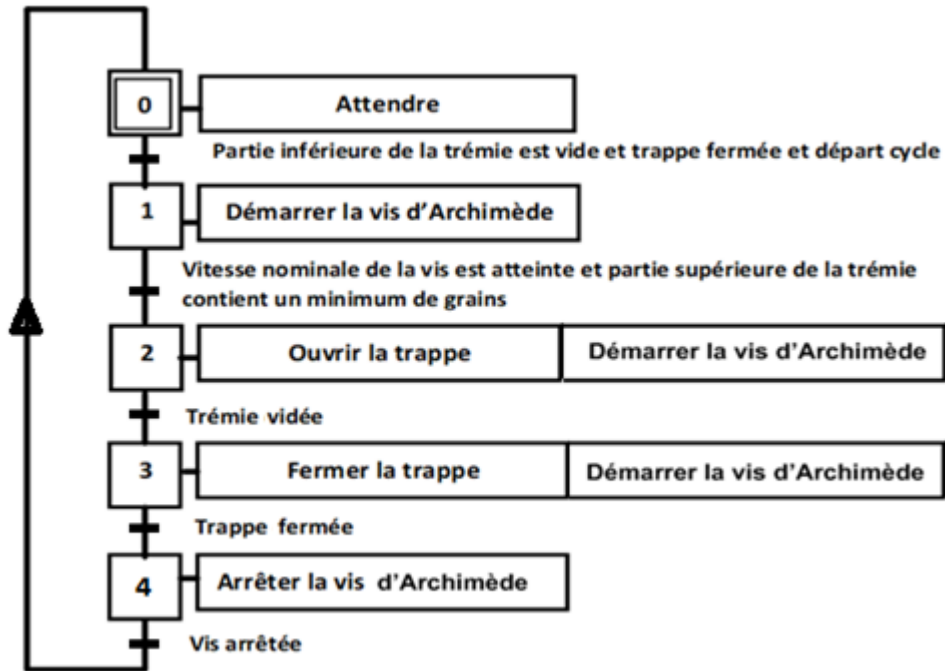 0
Attendre
Partie inférieure de la trémie est vide et trappe fermée et départ cycle
1
Démarrer la vis d'Archimède
Vitesse nominale de la vis est atteinte et partie supérieure de la trémie
contient un minimum de grains
2
Ouvrir la trappe
Démarrer la vis d'Archimède
Trémie vidée
3
Fermer la trappe
Démarrer la vis d'Archimède
Trappe fermée
4
Arrêter la vis d'Archimède
Vis arrêtée